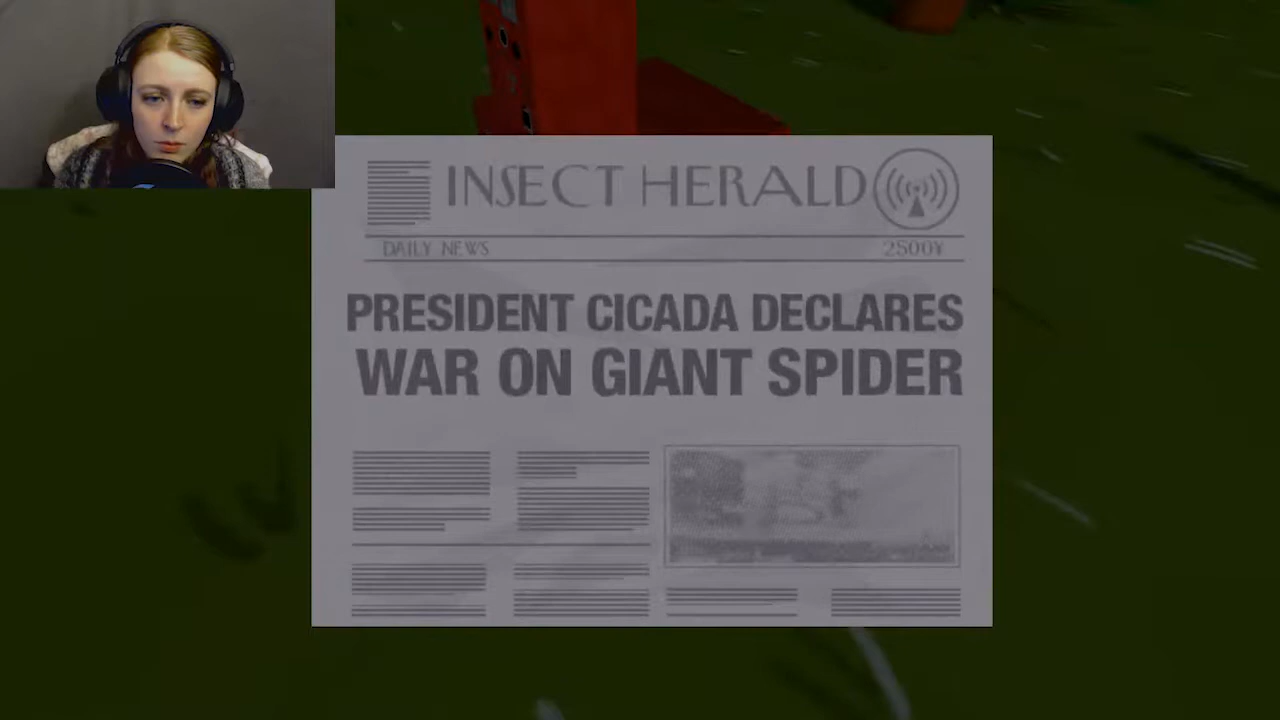 INSECT HERALD
DAILY NEWS
2500¥
PRESIDENT CICADA DECLARES
WAR ON GIANT SPIDER